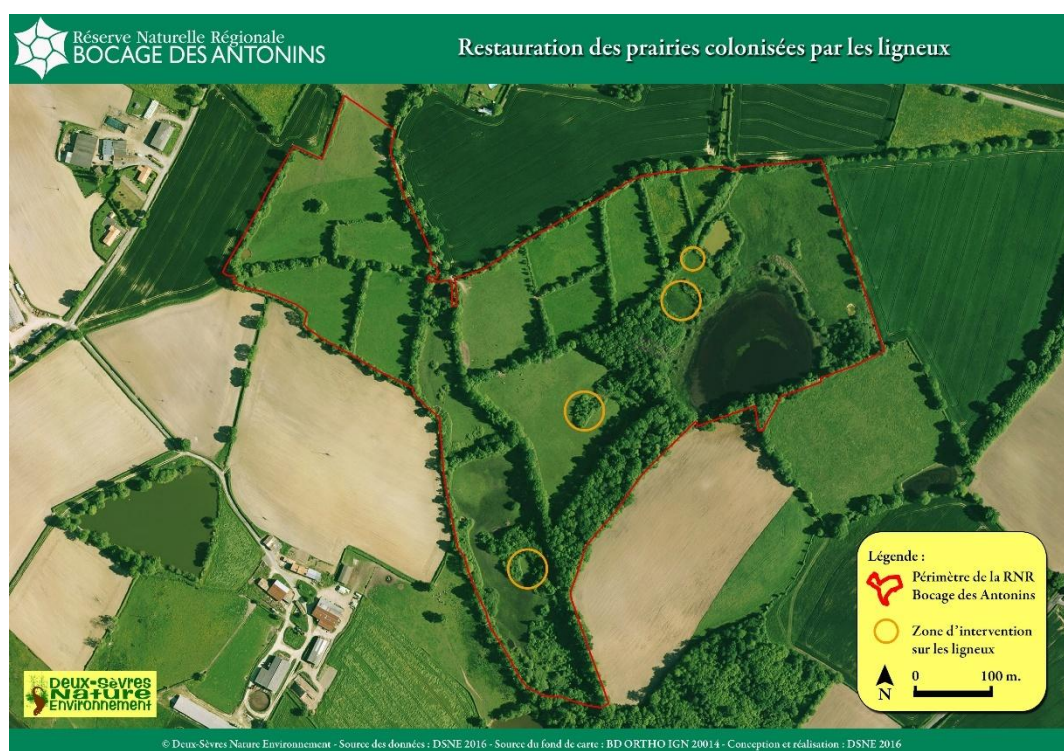 Réserve Naturelle Régionale
BOCAGE DES ANTONINS
Restauration des prairies colonisées par les ligneux
Légende :
Périmètre de la RNR
Bocage des Antonins
Zone d'intervention
sur les ligneux
N
0 100 m.
Deux-Sèvres
Nature
Environnement
© Deux-Sèvres Nature Environnement - Source des données : DSNE 2016 - Source du fond de carte : BD ORTHO IGN 20014 - Conception et réalisation : DSNE 2016